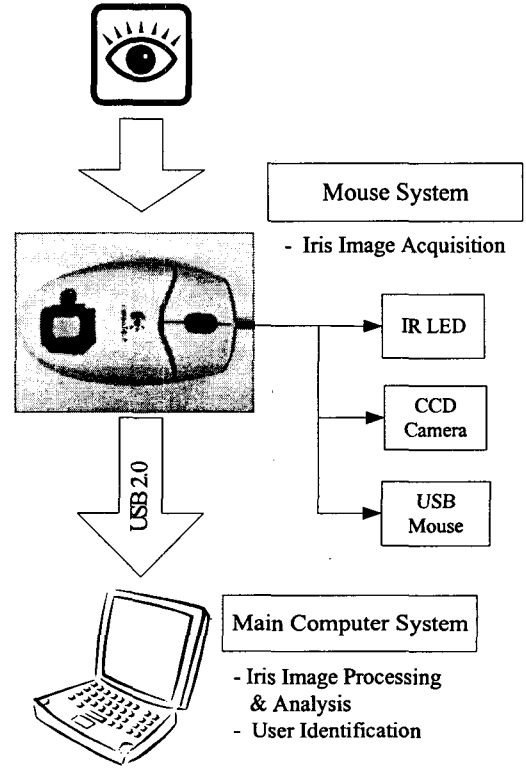 Mouse System
- Iris Image Acquisition
IR LED
CCD
Camera
USB
Mouse
USB 2.0
Main Computer System
- Iris Image Processing
& Analysis
- User Identification